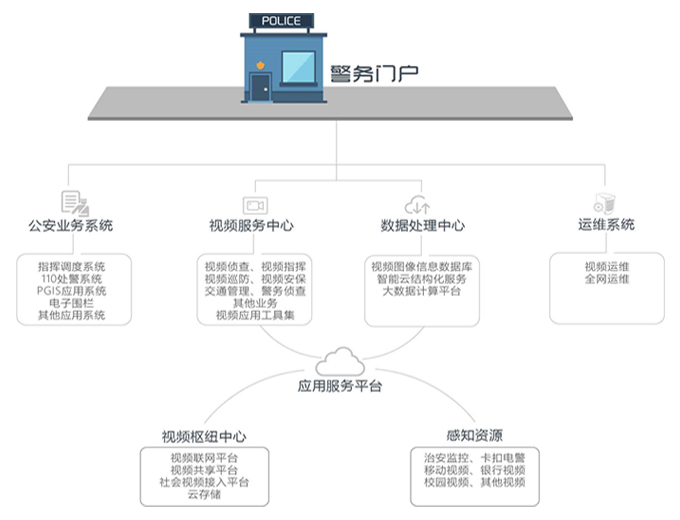 POLICE
警务门户
公安业务系统
指挥调度系统
110处警系统
PGIS应用系统
电子围栏
其他应用系统
视频服务中心
视频侦查、视频指挥
视频巡防、视频安保
交通管理、警务侦查
其他业务
视频应用工具集
数据处理中心
视频图像信息数据库
智能云结构化服务
大数据计算平台
运维系统
视频运维
全网运维
应用服务平台
视频枢纽中心
视频联网平台
视频共享平台
社会视频接入平台
云存储
感知资源
治安监控、卡扣电警
移动视频、银行视频
校园视频、其他视频